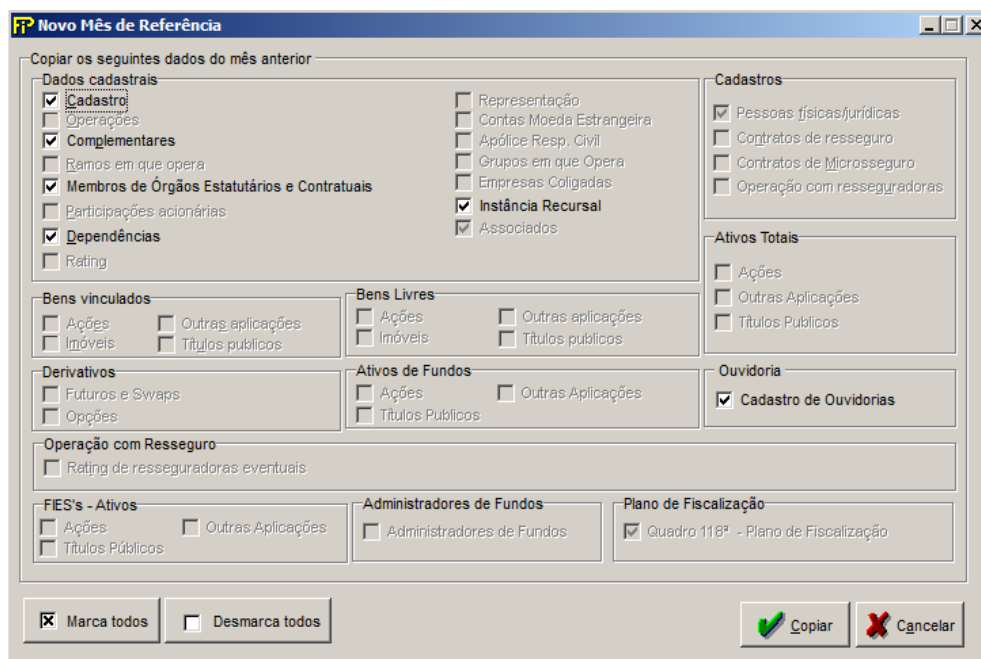 FIP Novo Mês de Referência
Copiar os seguintes dados do mês anterior
Dados cadastrais
Cadastro
Operações
Complementares
Ramos em que opera
Membros de Órgãos Estatutários e Contratuais
Participações acionárias
Dependências
Rating
Representação
Contas Moeda Estrangeira
Apólice Resp. Civil
Grupos em que Opera
Empresas Coligadas
Instância Recursal
Associados
Cadastros
Pessoas físicas/jurídicas
Contratos de resseguro
Contratos de Microsseguro
Operação com resseguradoras
Ativos Totais
Ações
Outras Aplicações
Títulos Publicos
Bens vinculados
Ações
Outras aplicações
Imóveis
Títulos publicos
Bens Livres
Ações
Outras aplicações
Imóveis
Títulos publicos
Derivativos
Futuros e Swaps
Opções
Ativos de Fundos
Ações
Outras Aplicações
Títulos Publicos
Ouvidoria
Cadastro de Ouvidorias
Operação com Resseguro
Rating de resseguradoras eventuais
FIES's - Ativos
Ações
Outras Aplicações
Títulos Públicos
Administradores de Fundos
Administradores de Fundos
Plano de Fiscalização
Quadro 118ª - Plano de Fiscalização
Marca todos
Desmarca todos
Copiar
Cancelar